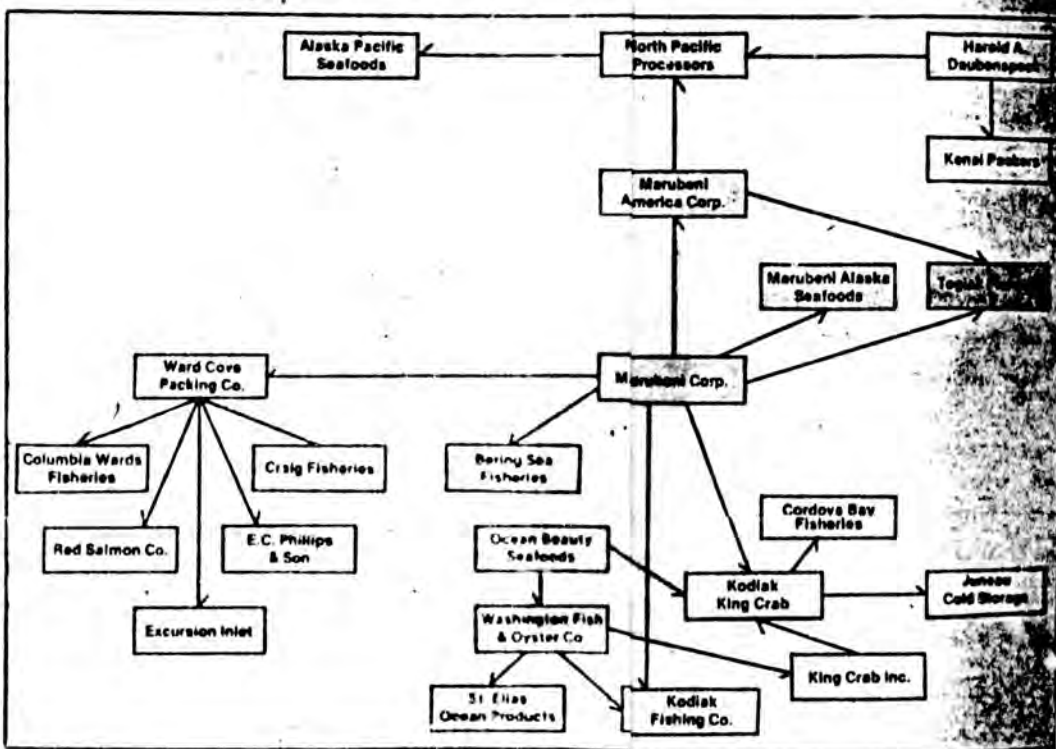 Alaska Pacific
Seafoods
North Pacific
Processors
Harold A.
Daubenspeck
Kenai Packers
Marubeni
America Corp.
Marubeni Alaska
Seafoods
Ward Cove
Packing Co.
Marubeni Corp.
Columbia Wards
Fisheries
Craig Fisheries
Bering Sea
Fisheries
Cordova Bay
Fisheries
Red Salmon Co.
E.C. Phillips
& Son
Ocean Beauty
Seafoods
Kodiak
King Crab
Juneau
Cold Storage
Excursion Inlet
Washington Fish
& Oyster Co
King Crab Inc.
St. Elias
Ocean Products
Kodiak
Fishing Co.